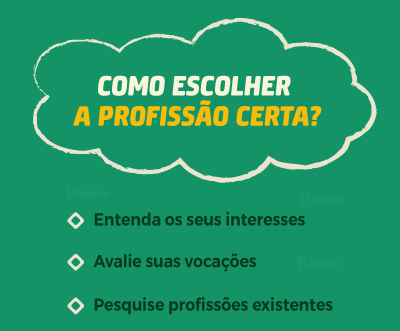 COMO ESCOLHER
A PROFISSÃO CERTA?
Entenda os seus interesses
Avalie suas vocações
Pesquise profissões existentes